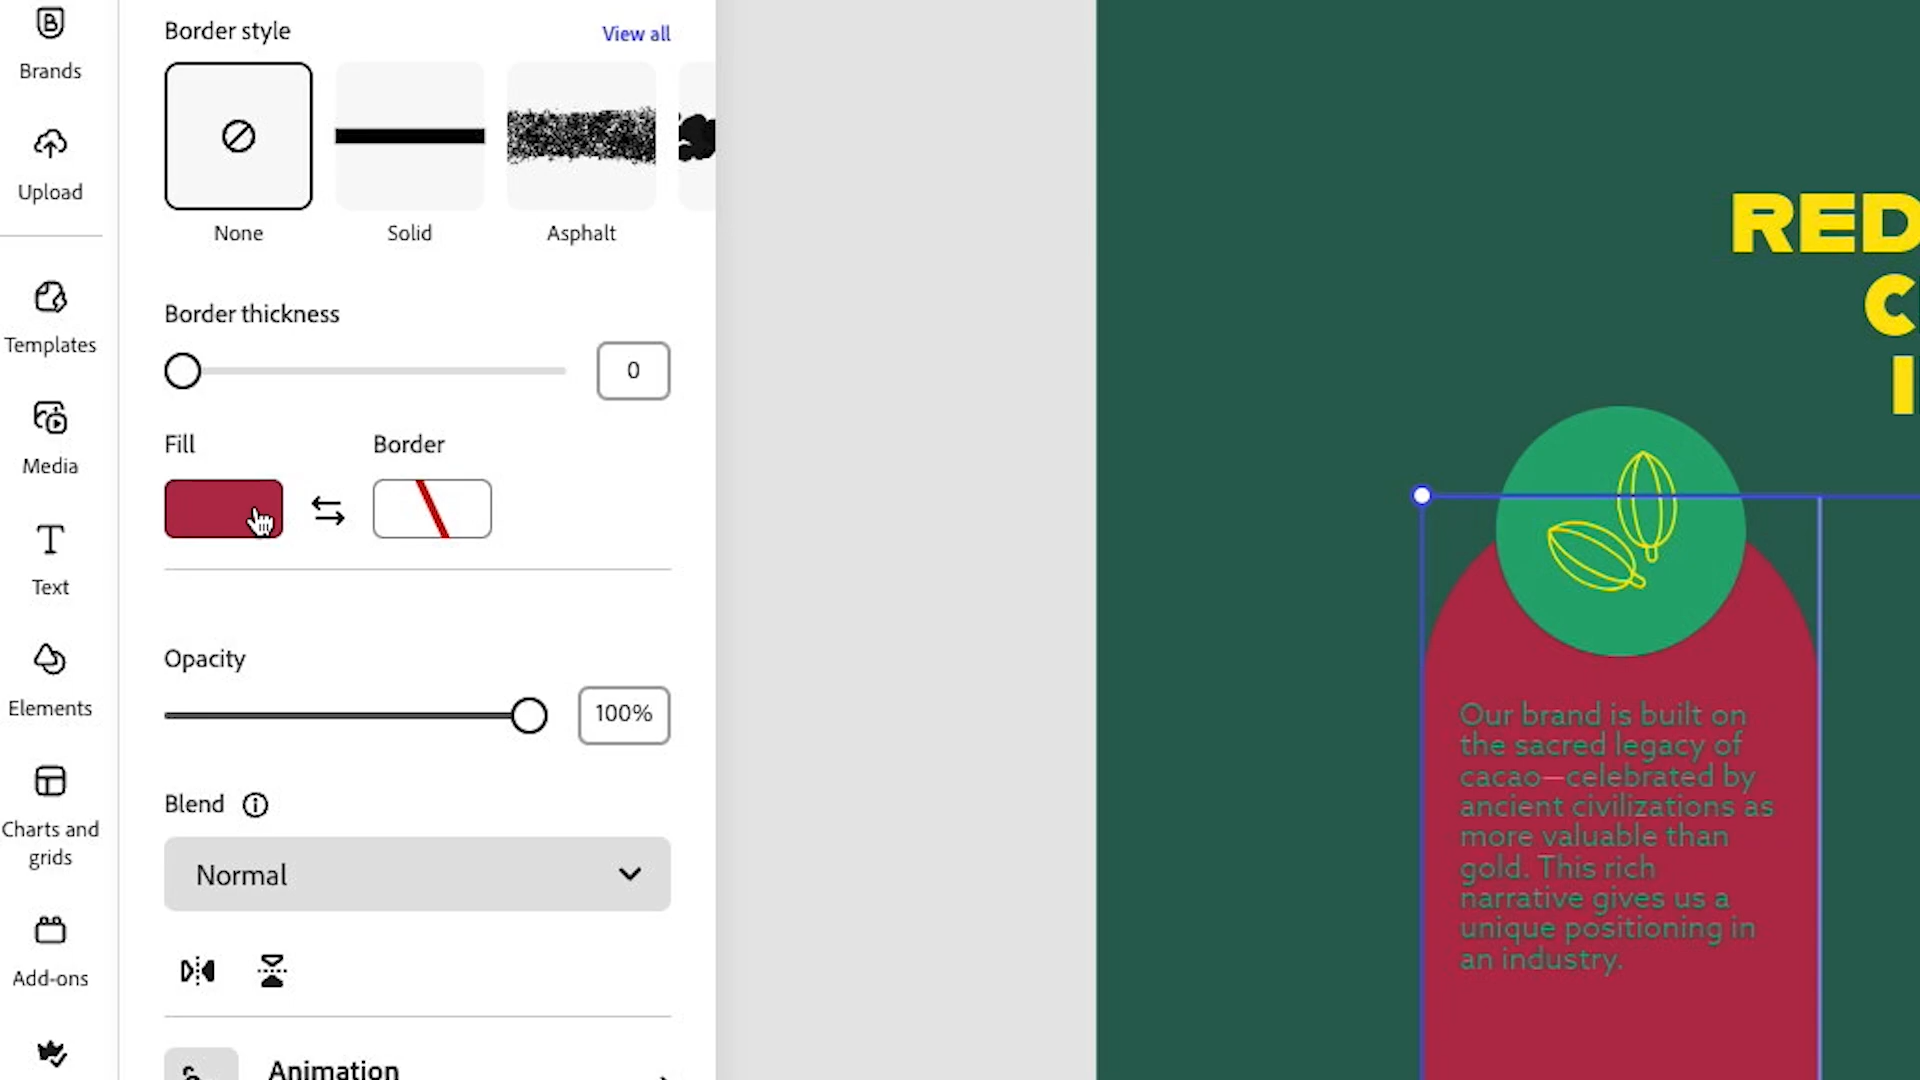 Brands
Upload
Templates
Media
Text
Elements
Charts and
grids
Add-ons
Border style
View all
None
Solid
Asphalt
Border thickness
0
Fill
Border
Opacity
100%
Blend
Normal
Animation
RED
C
I
Our brand is built on
the sacred legacy of
cacao—celebrated by
ancient civilizations as
more valuable than
gold. This rich
narrative gives us a
unique positioning in
an industry.